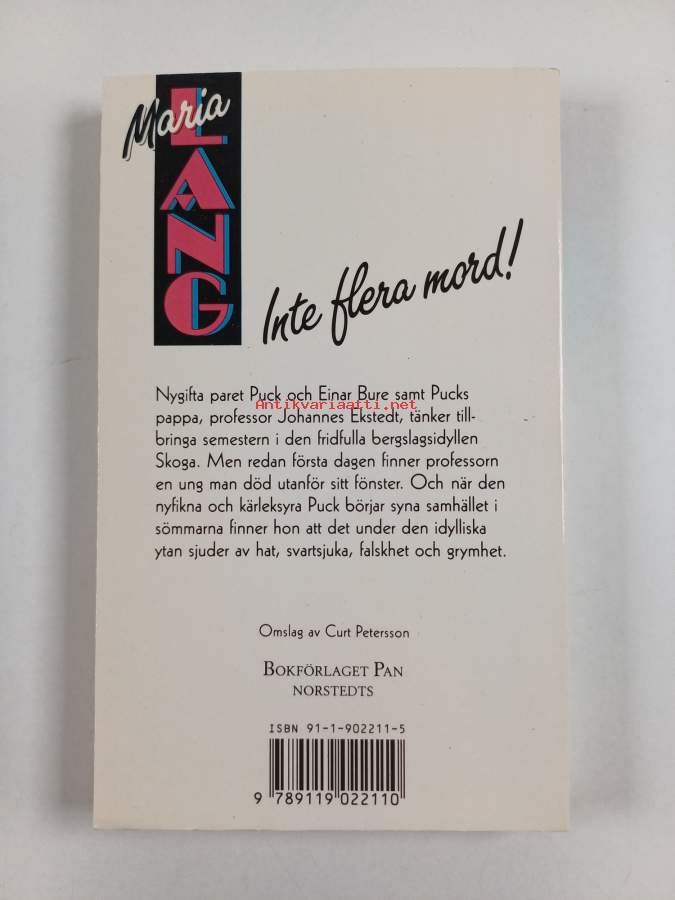 Maria
LANG
Inte flera mord!
Nygifta paret Puck och Einar Bure samt Pucks
Antikvariaatti.net
pappa, professor Johannes Ekstedt, tänker till-
bringa semestern i den fridfulla bergslagsidyllen
Skoga. Men redan första dagen finner professorn
en ung man död utanför sitt fönster. Och när den
nyfikna och kärleksyra Puck börjar syna samhället i
sömmarna finner hon att det under den idylliska
ytan sjuder av hat, svartsjuka, falskhet och grymhet.
Omslag av Curt Petersson
BOKFÖRLAGET PAN
NORSTEDTS
ISBN 91-1-902211-5
9 789119 022110